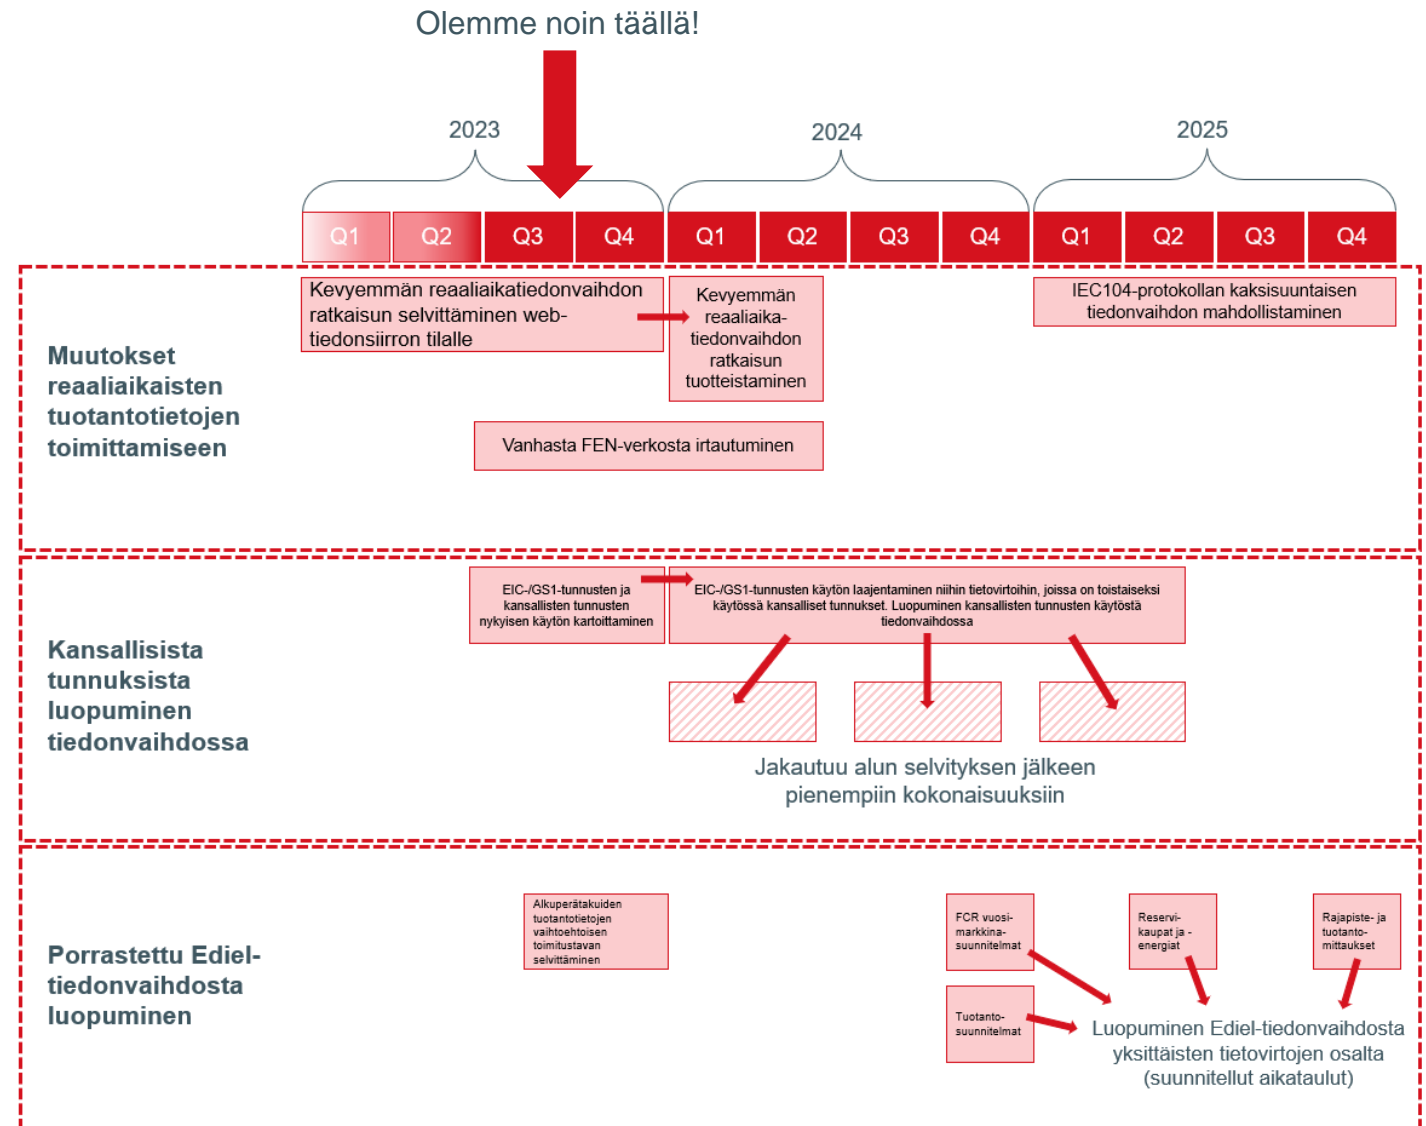 Olemme noin täällä!
2023
2024
2025
Q1
Q2
Q3
Q4
Q1
Q2
Q3
Q4
Q1
Q2
Q3
Q4
Muutokset
reaaliaikaisten
tuotantotietojen
toimittamiseen
Kevyemmän reaaliaikatiedonvaihdon
ratkaisun selvittäminen web-
tiedonsiirron tilalle
Kevyemmän
reaaliaika-
tiedonvaihdon
ratkaisun
tuotteistaminen
IEC104-protokollan kaksisuuntaisen
tiedonvaihdon mahdollistaminen
Vanhasta FEN-verkosta irtautuminen
Kansallisista
tunnuksista
luopuminen
tiedonvaihdossa
EIC-/GS1-tunnusten ja
kansallisten tunnusten
nykyisen käytön kartoittaminen
EIC-/GS1-tunnusten käytön laajentaminen niihin tietovirtoihin, joissa on toistaiseksi
käytössä kansalliset tunnukset. Luopuminen kansallisten tunnusten käytöstä
tiedonvaihdossa
Jakautuu alun selvityksen jälkeen
pienempiin kokonaisuuksiin
Porrastettu Ediel-
tiedonvaihdosta
luopuminen
Alkuperätakuiden
tuotantotietojen
vaihtoehtoisen
toimitustavan
selvittäminen
FCR vuosi-
markkina-
suunnitelmat
Reservi-
kaupat ja -
energiat
Rajapiste- ja
tuotanto-
mittaukset
Tuotanto-
suunnitelmat
Luopuminen Ediel-tiedonvaihdosta
yksittäisten tietovirtojen osalta
(suunnitellut aikataulut)